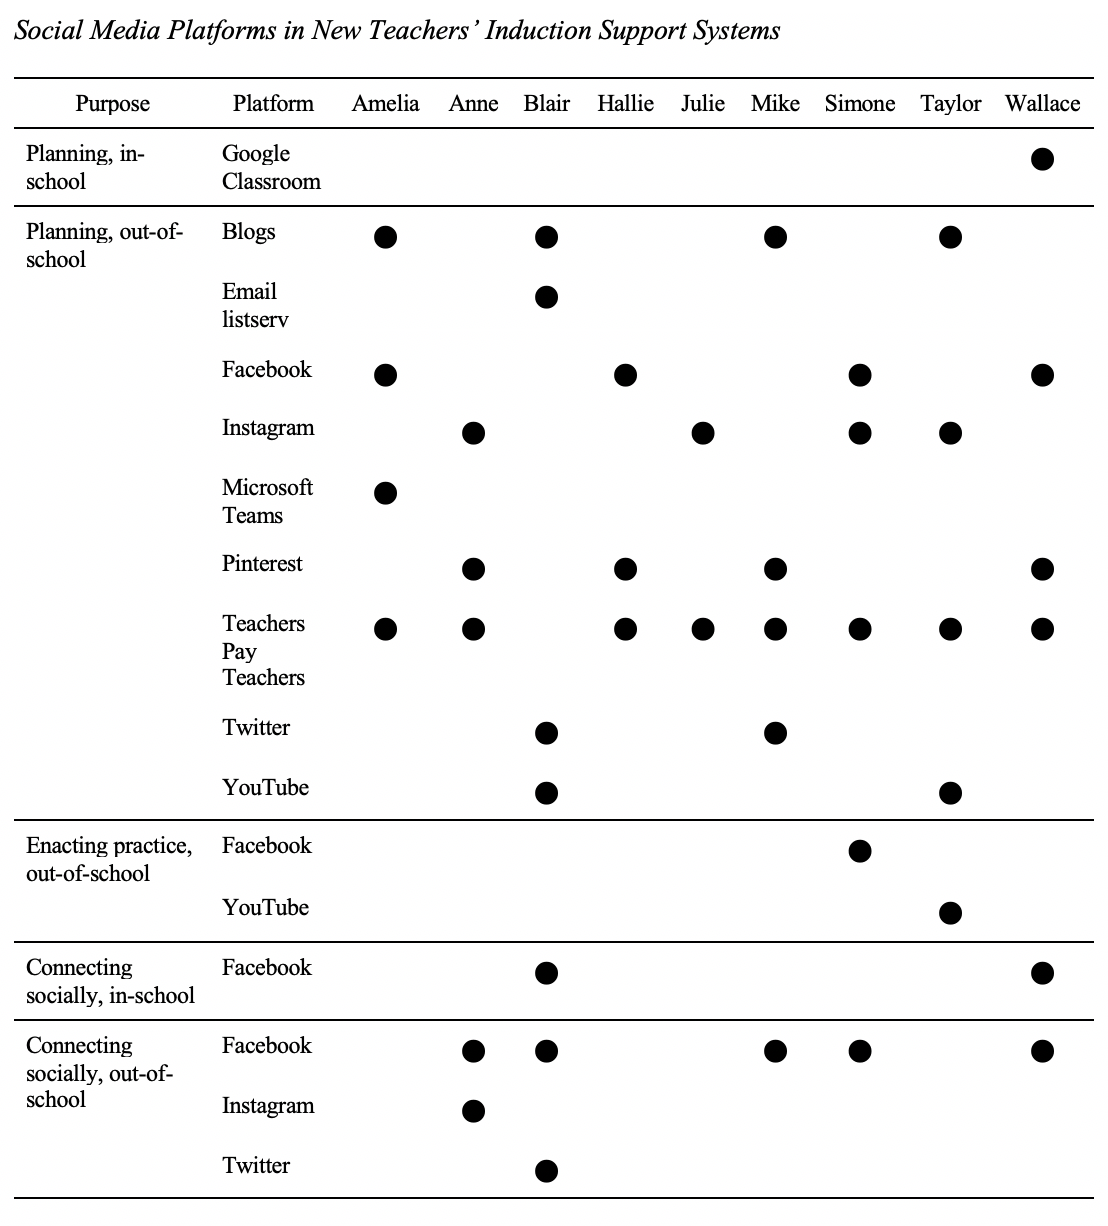 Social Media Platforms in New Teachers’ Induction Support Systems
Purpose Platform Amelia Anne Blair Hallie Julie Mike Simone Taylor Wallace
Planning, in-
school
Google
Classroom
Planning, out-of-
school
Blogs
Email
listserv
Facebook
Instagram
Microsoft
Teams
Pinterest
Teachers
Pay
Teachers
Twitter
YouTube
Enacting practice,
out-of-school
Facebook
YouTube
Connecting
socially, in-school
Facebook
Connecting
socially, out-of-
school
Facebook
Instagram
Twitter